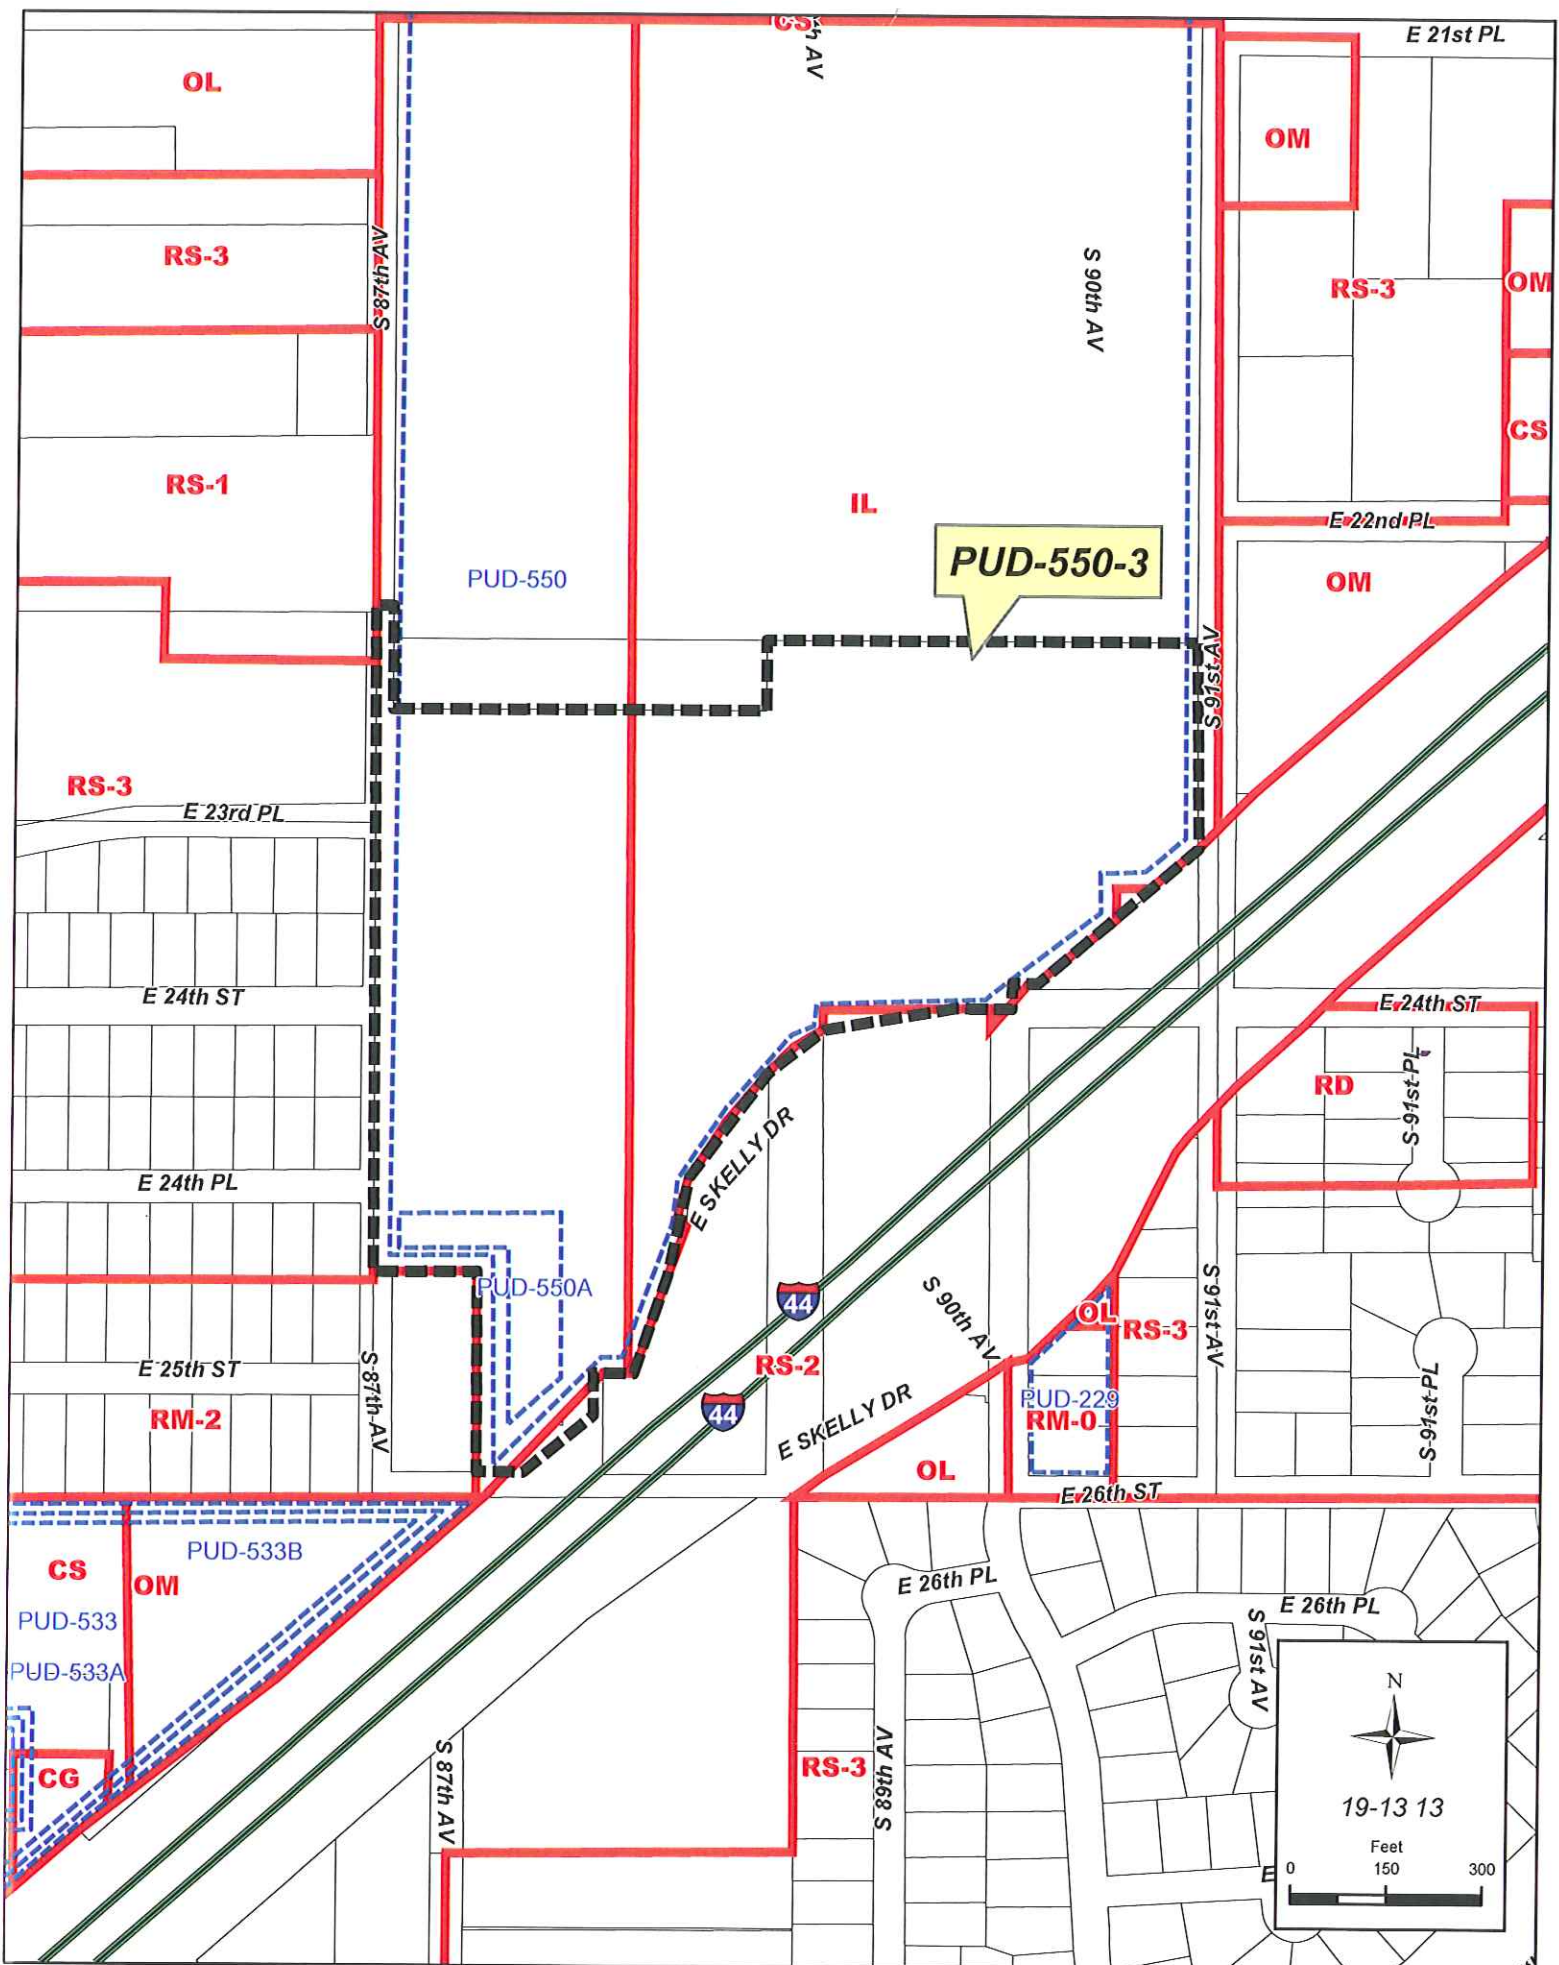 CS
h AV
E 21st PL
OL
OM
RS-3
S 87th AV
S 90th AV
RS-3
OM
CS
RS-1
IL
E 22nd PL
PUD-550-3
PUD-550
OM
S 91st AV
RS-3
E 23rd PL
E 24th ST
E 24th ST
S-91st-PL
RD
E SKELLY DR
E 24th PL
PUD-550A
44
S 90th AV
OL
RS-3
S-91st AV
RS-2
E 25th ST
S-87th-AV
44
E SKELLY DR
PUD-229
RM-0
S-91st-PL
RM-2
OL
E 26th ST
PUD-533B
CS
OM
E 26th PL
E 26th PL
PUD-533
S 91st AV
PUD-533A
N
RS-3
S 89th AV
S 87th AV
CG
19-13 13
Feet
0 150 300
E